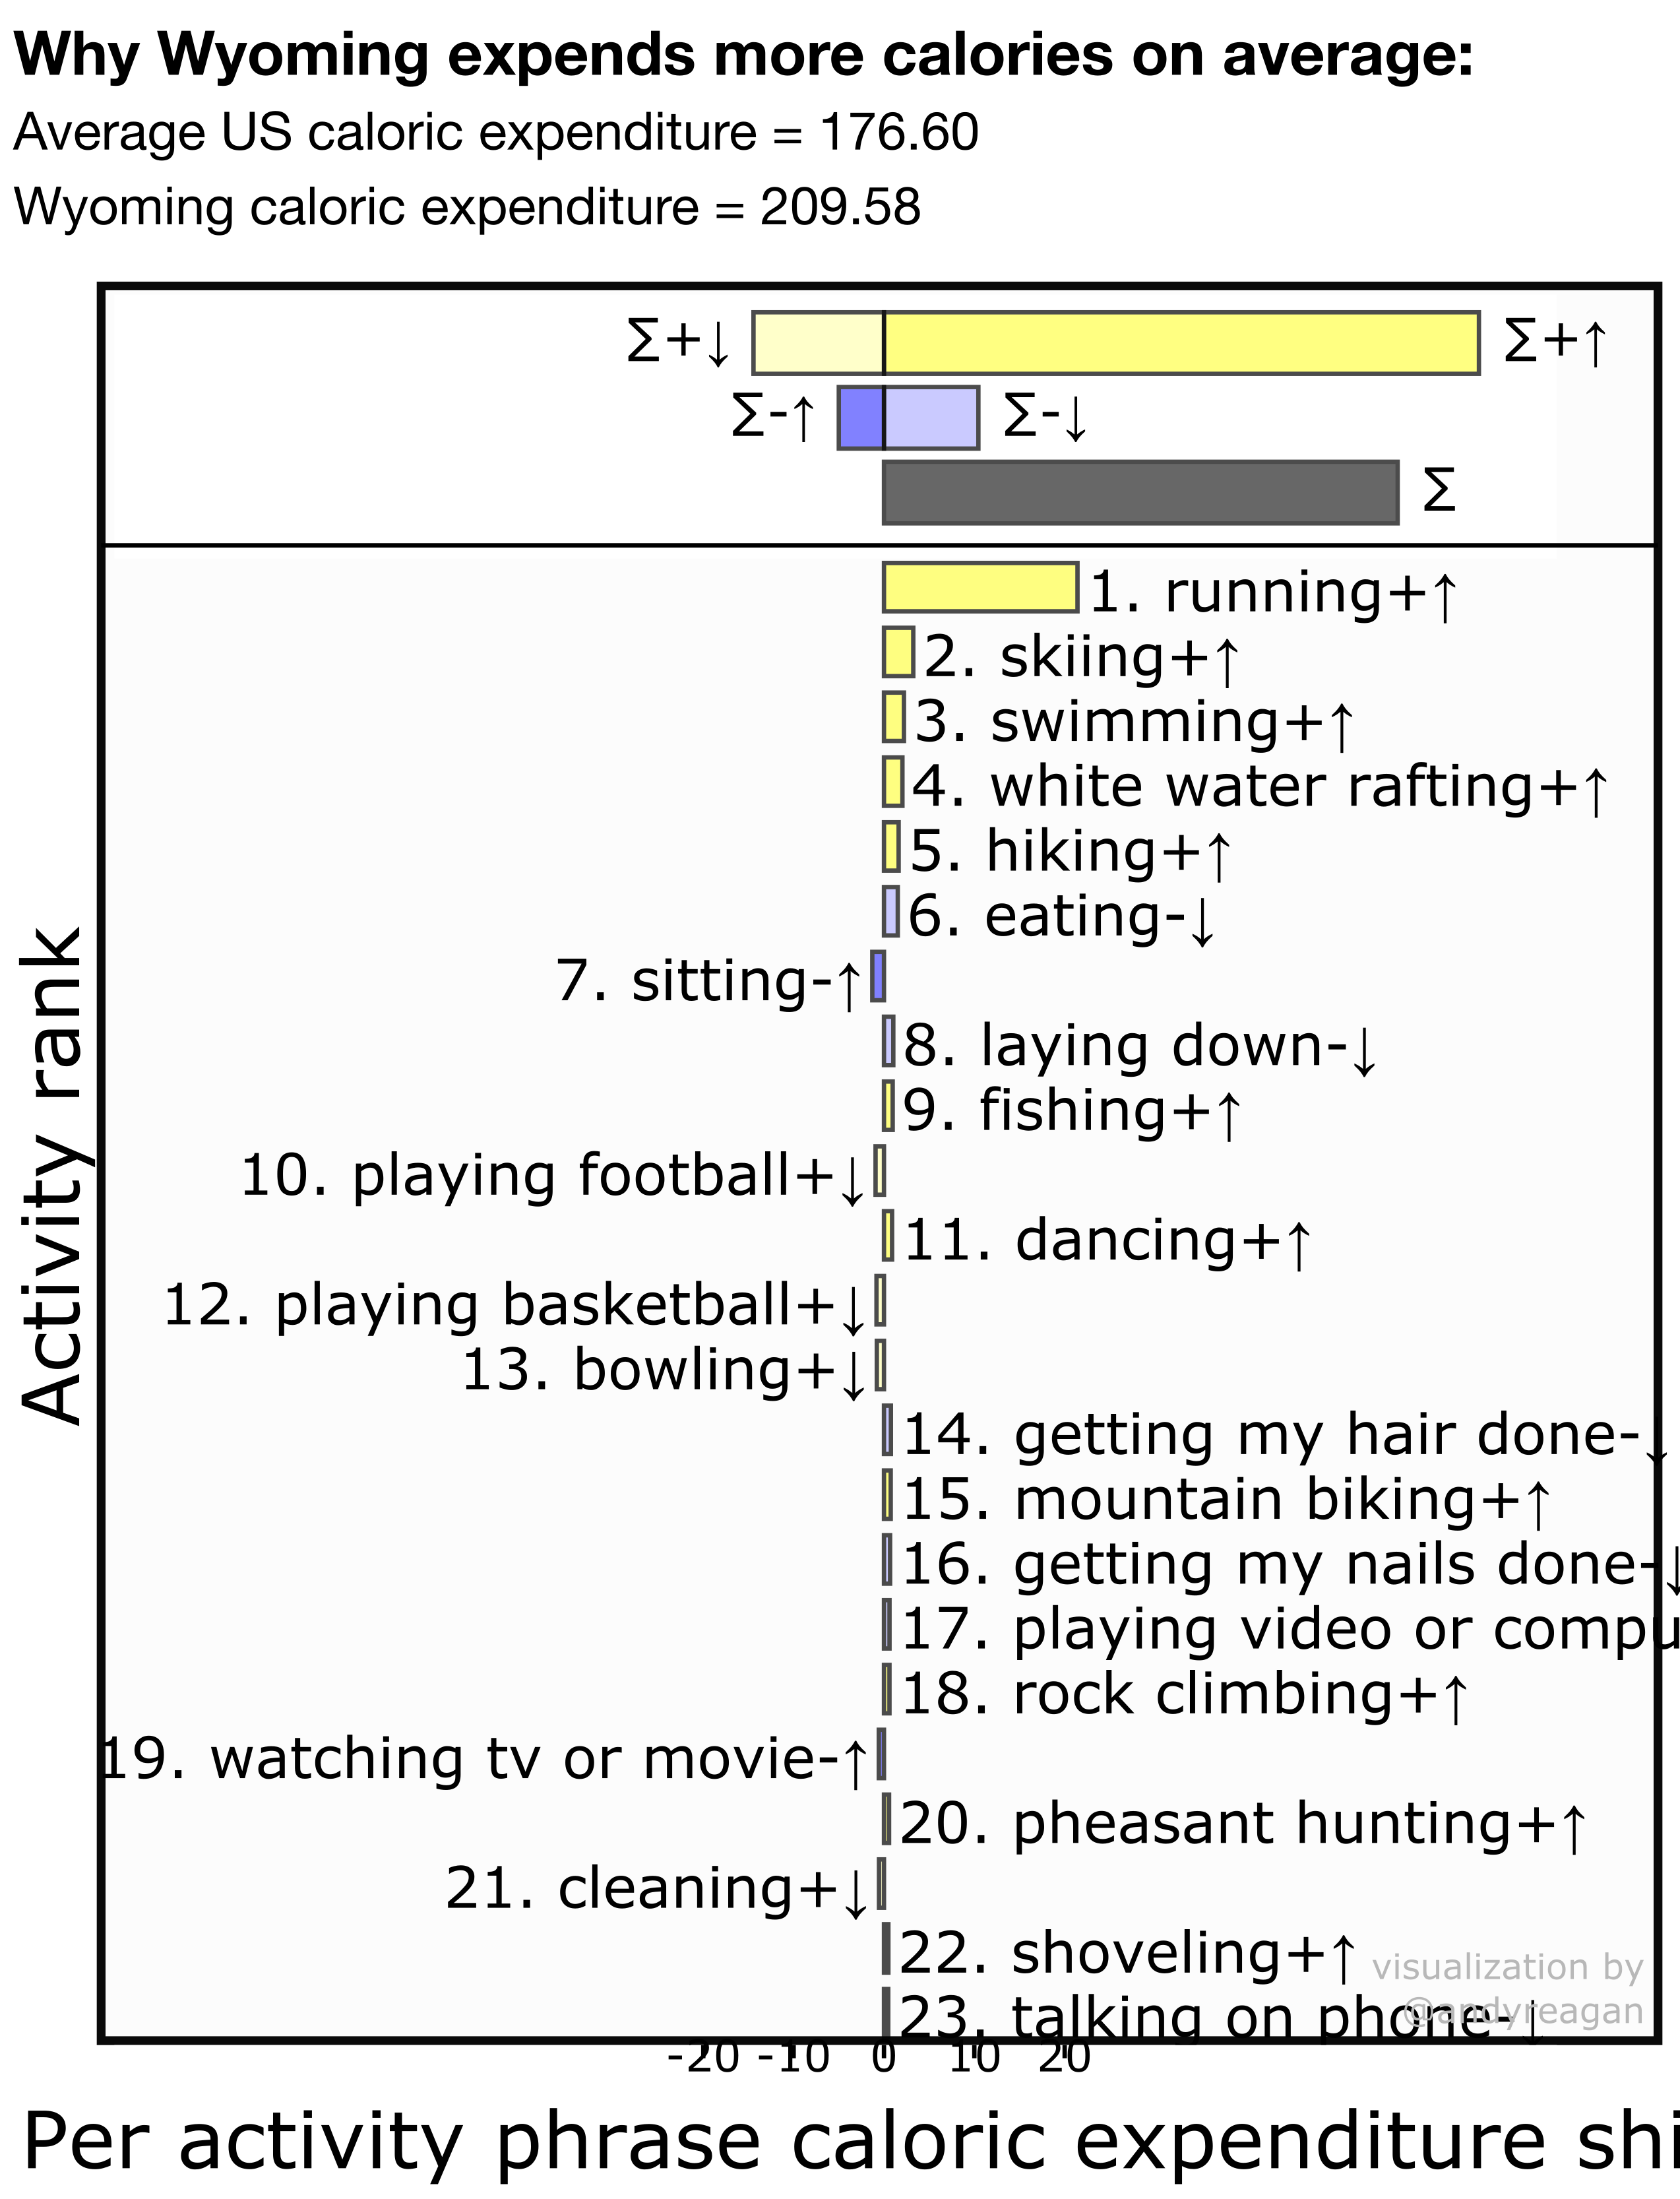 Why Wyoming expends more calories on average:
Average US caloric expenditure = 176.60
Wyoming caloric expenditure = 209.58
Σ+↓
Σ+↑
Σ-↑
Σ-↓
Σ
Activity rank
1. running+↑
2. skiing+↑
3. swimming+↑
4. white water rafting+↑
5. hiking+↑
6. eating-↓
7. sitting-↑
8. laying down-↓
9. fishing+↑
10. playing football+↓
11. dancing+↑
12. playing basketball+↓
13. bowling+↓
14. getting my hair done-↓
15. mountain biking+↑
16. getting my nails done-↓
17. playing video or compu
18. rock climbing+↑
19. watching tv or movie-↑
20. pheasant hunting+↑
21. cleaning+↓
22. shoveling+↑
23. talking on phone-↓
visualization by
@andyreagan
-20 -10 0 10 20
Per activity phrase caloric expenditure shi